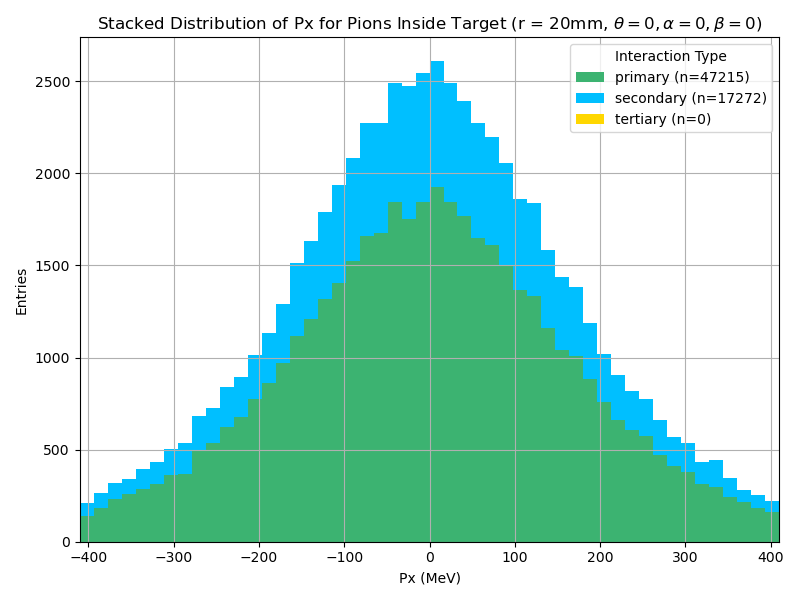 Stacked Distribution of Px for Pions Inside Target (r = 20mm, θ = 0, α = 0, β = 0)
Interaction Type
primary (n=47215)
secondary (n=17272)
tertiary (n=0)
2500
2000
1500
1000
500
0
Entries
−400 −300 −200 −100 0 100 200 300 400
Px (MeV)